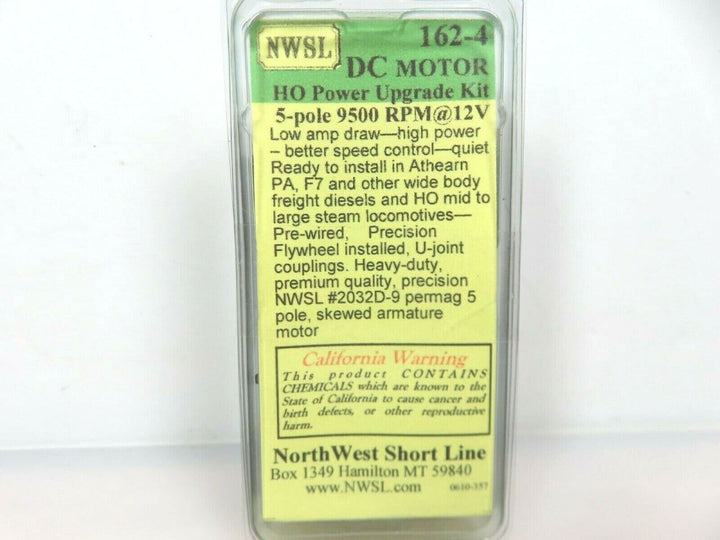 NWSL
162-4
DC MOTOR
HO Power Upgrade Kit
5-pole 9500 RPM@12V
Low amp draw—high power
– better speed control—quiet
Ready to install in Athearn
PA, F7 and other wide body
freight diesels and HO mid to
large steam locomotives—
Pre-wired, Precision
Flywheel installed, U-joint
couplings. Heavy-duty,
premium quality, precision
NWSL #2032D-9 permag 5
pole, skewed armature
motor
California Warning
This product CONTAINS
CHEMICALS which are known to the
State of California to cause cancer and
birth defects, or other reproductive
harm.
NorthWest Short Line
Box 1349 Hamilton MT 59840
www.NWSL.com
0610-357